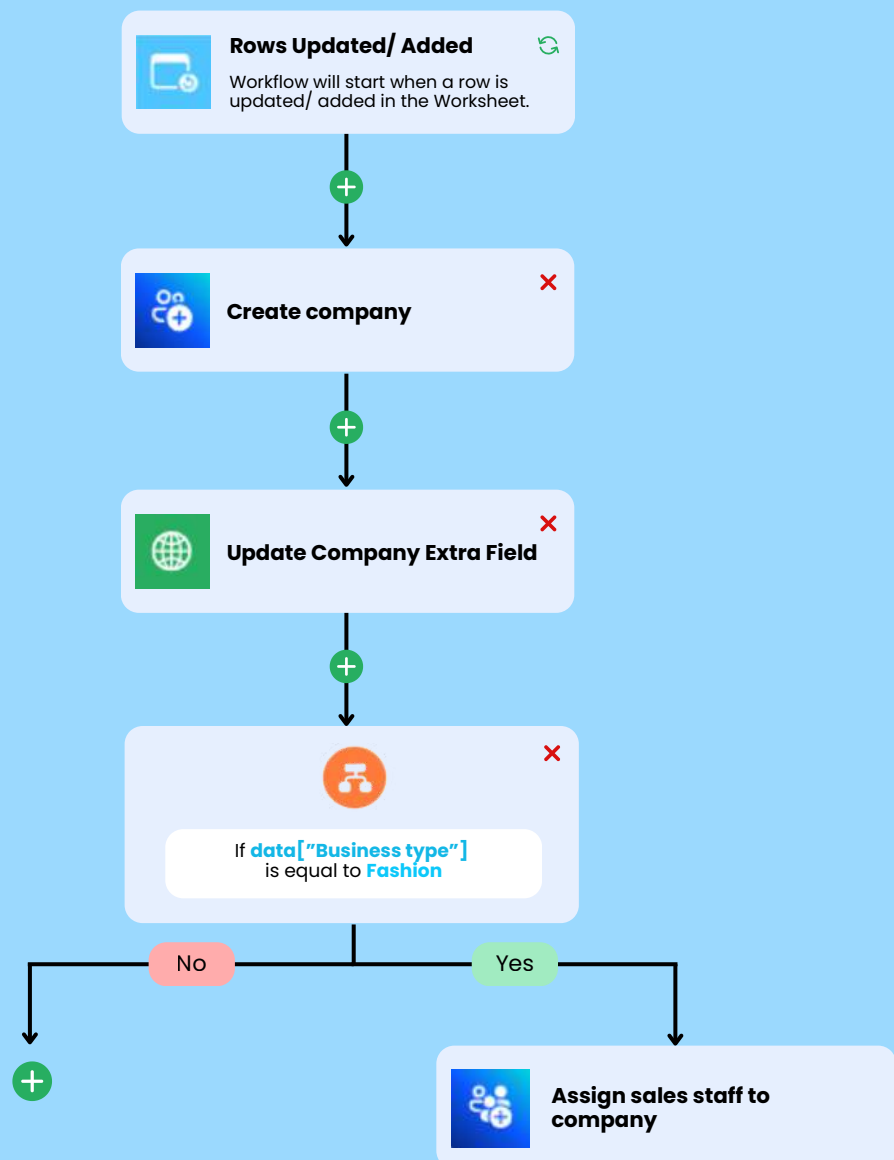 Rows Updated/ Added
Workflow will start when a row is
updated/ added in the Worksheet.
Create company
Update Company Extra Field
If data[”Business type”]
is equal to Fashion
No
Yes
Assign sales staff to
company